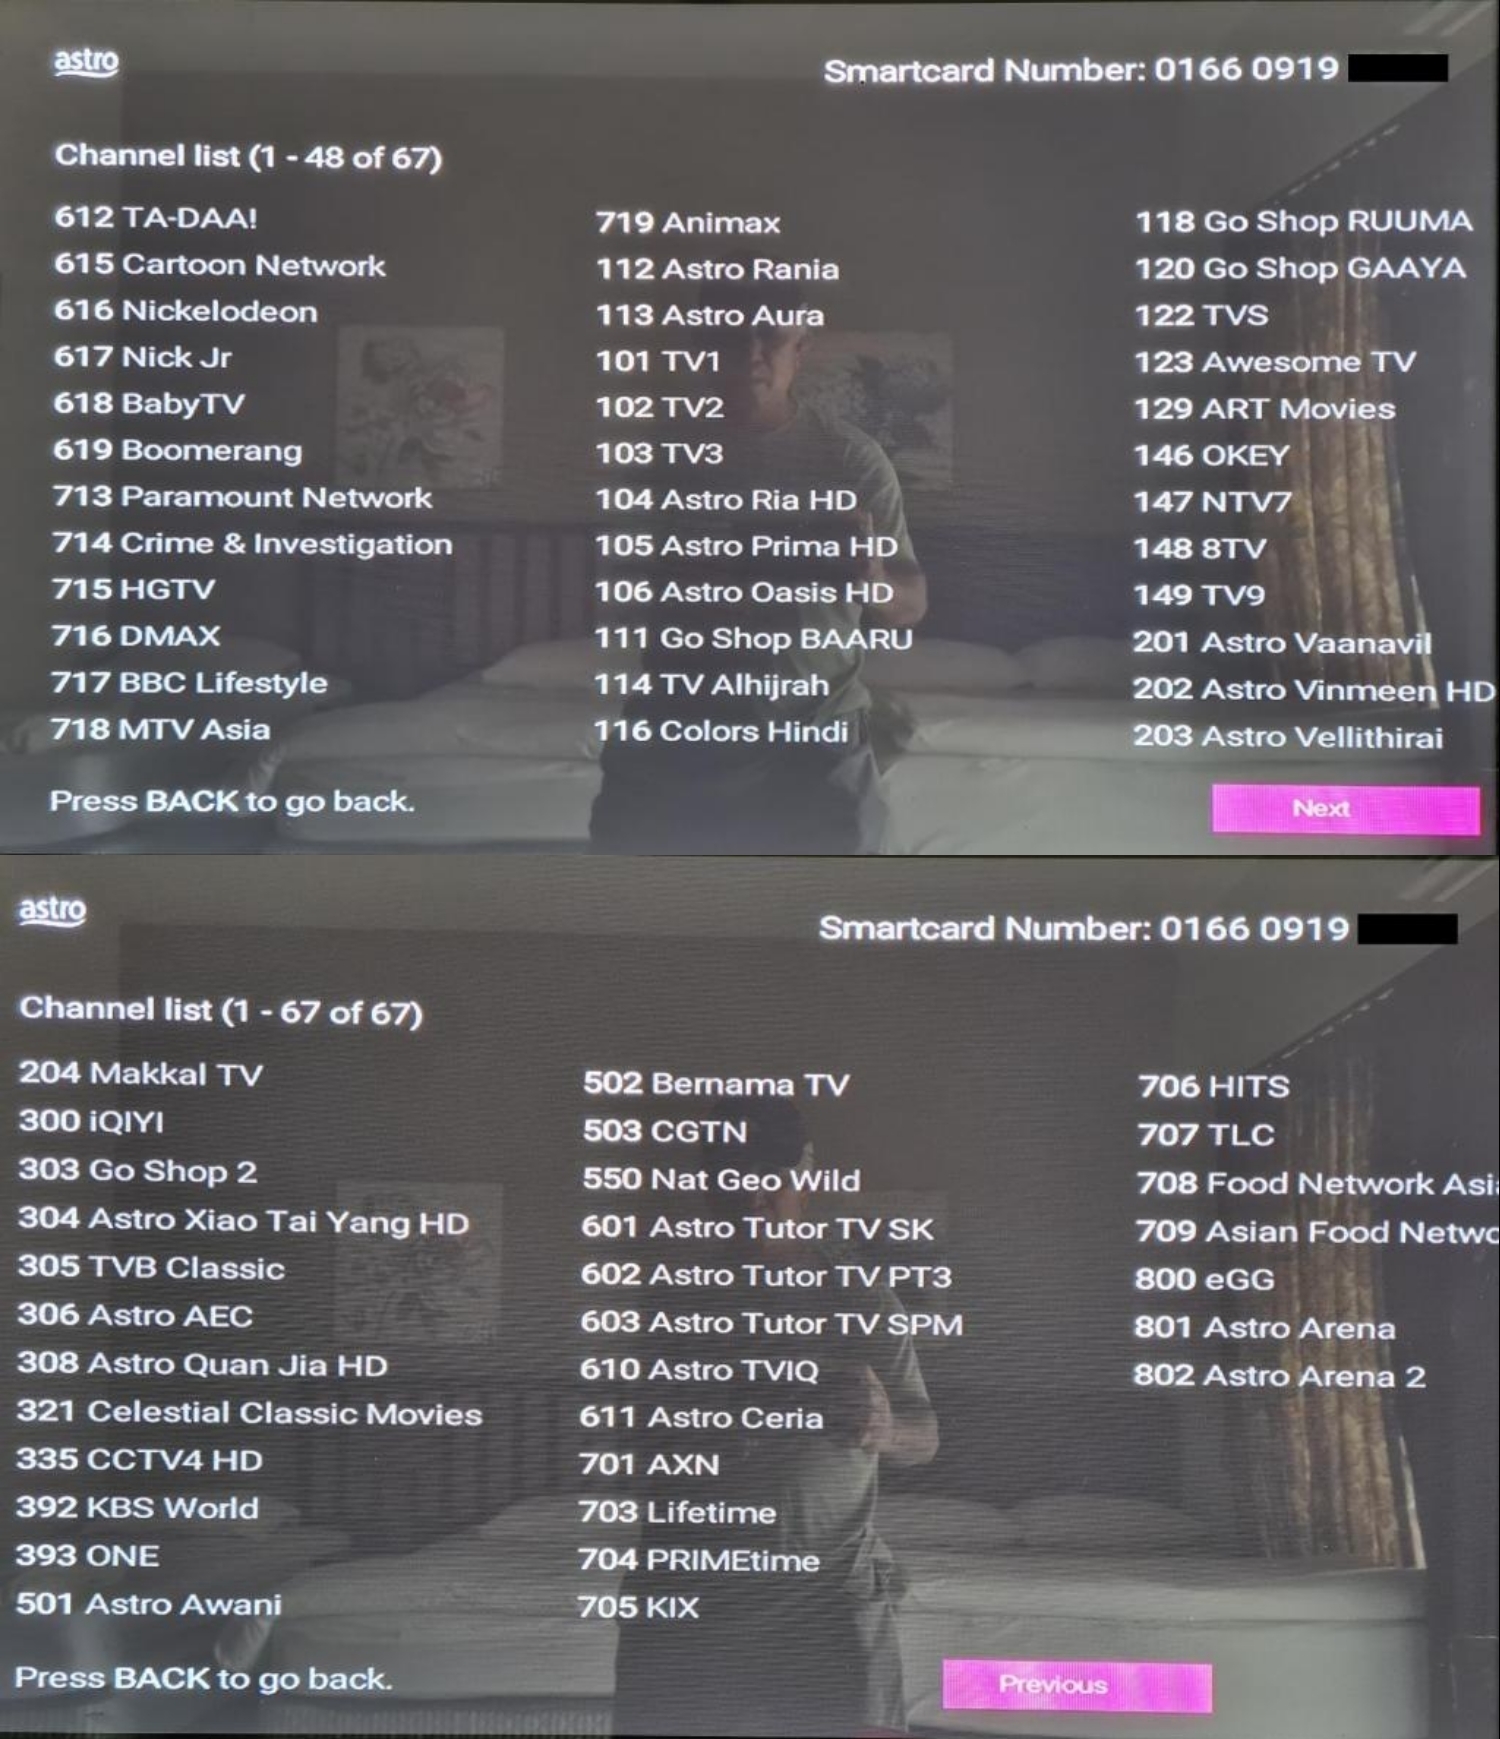 astro
Smartcard Number: 0166 0919
Channel list (1 - 48 of 67)
612 TA-DAA!
615 Cartoon Network
616 Nickelodeon
617 Nick Jr
618 BabyTV
619 Boomerang
713 Paramount Network
714 Crime & Investigation
715 HGTV
716 DMAX
717 BBC Lifestyle
718 MTV Asia
719 Animax
112 Astro Rania
113 Astro Aura
101 TV1
102 TV2
103 TV3
104 Astro Ria HD
105 Astro Prima HD
106 Astro Oasis HD
111 Go Shop BAARU
114 TV Alhijrah
116 Colors Hindi
118 Go Shop RUUMA
120 Go Shop GAAYA
122 TVS
123 Awesome TV
129 ART Movies
146 OKEY
147 NTV7
148 8TV
149 TV9
201 Astro Vaanavil
202 Astro Vinmeen HD
203 Astro Vellithirai
Press BACK to go back.
Next
astro
Smartcard Number: 0166 0919
Channel list (1 - 67 of 67)
204 Makkal TV
300 iQIYI
303 Go Shop 2
304 Astro Xiao Tai Yang HD
305 TVB Classic
306 Astro AEC
308 Astro Quan Jia HD
321 Celestial Classic Movies
335 CCTV4 HD
392 KBS World
393 ONE
501 Astro Awani
502 Bernama TV
503 CGTN
550 Nat Geo Wild
601 Astro Tutor TV SK
602 Astro Tutor TV PT3
603 Astro Tutor TV SPM
610 Astro TVIQ
611 Astro Ceria
701 AXN
703 Lifetime
704 PRIMEtime
705 KIX
706 HITS
707 TLC
708 Food Network Asi
709 Asian Food Netwo
800 eGG
801 Astro Arena
802 Astro Arena 2
Press BACK to go back.
Previous